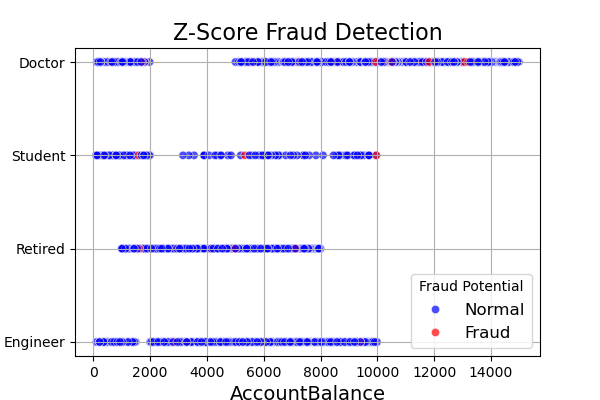 Z-Score Fraud Detection
Doctor
Student
Retired
Engineer
Fraud Potential
Normal
Fraud
0 2000 4000 6000 8000 10000 12000 14000
AccountBalance